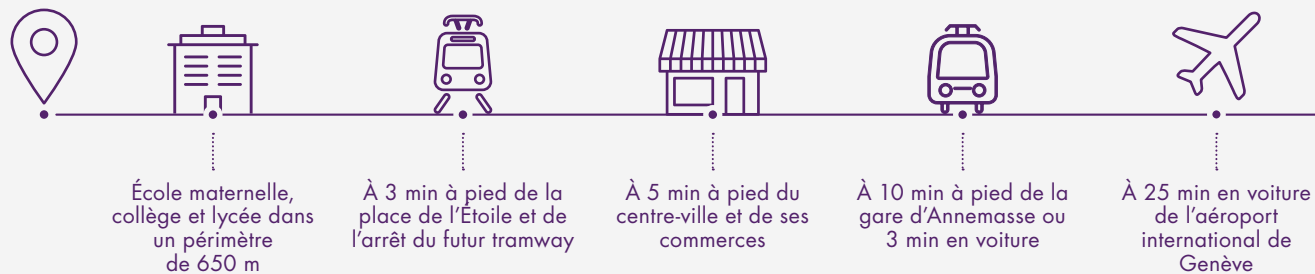 École maternelle,
collège et lycée dans
un périmètre
de 650 m
À 3 min à pied de la
place de l’Étoile et de
l’arrêt du futur tramway
À 5 min à pied du
centre-ville et de ses
commerces
À 10 min à pied de la
gare d’Annemasse ou
3 min en voiture
À 25 min en voiture
de l’aéroport
international de
Genève